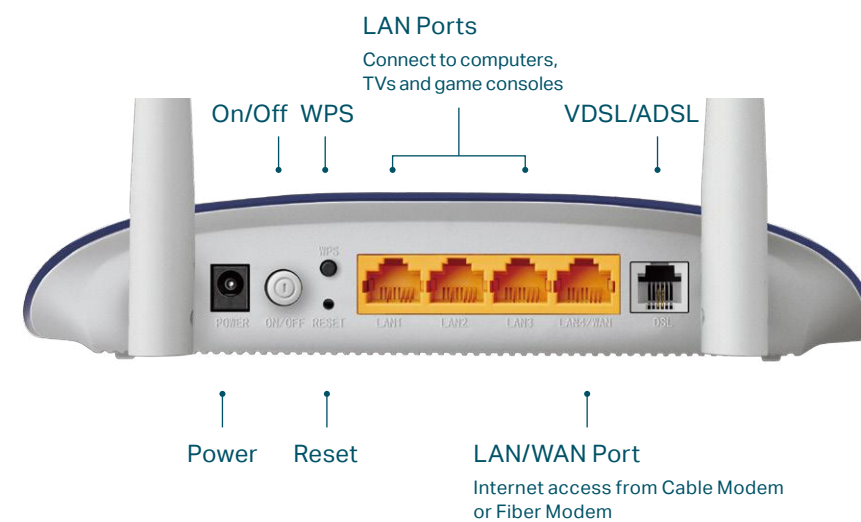 LAN Ports
Connect to computers,
TVs and game consoles
On/Off WPS VDSL/ADSL
WPS
POWER ON/OFF RESET LAN1 LAN2 LAN3 LAN4/WAN DSL
Power Reset LAN/WAN Port
Internet access from Cable Modem
or Fiber Modem